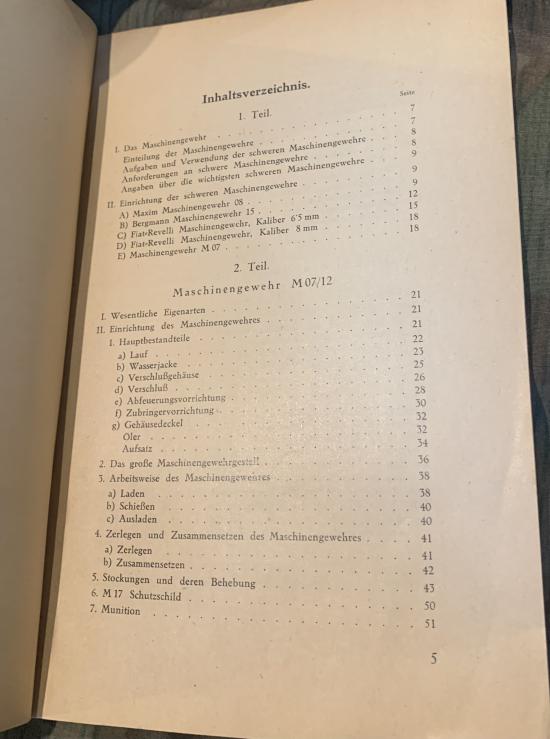 Inhaltsverzeichnis.
Seite
1. Teil.
I. Das Maschinengewehr . . . 7
Einteilung der Maschinengewehre . . . 7
Aufgaben und Verwendung der schweren Maschinengewehre . . . 8
Anforderungen an schwere Maschinengewehre . . . 8
Angaben über die wichtigsten schweren Maschinengewehre . . . 9
II. Einrichtung der schweren Maschinengewehre . . . 9
A) Maxim Maschinengewehr 08 . . . 9
B) Bergmann Maschinengewehr 15 . . . 12
C) Fiat-Revelli Maschinengewehr, Kaliber 6'5 mm . . . 15
D) Fiat-Revelli Maschinengewehr, Kaliber 8 mm . . . 18
E) Maschinengewehr M 07 . . . 18
2. Teil.
Maschinengewehr M 07/12
I. Wesentliche Eigenarten . . . 21
II. Einrichtung des Maschinengewehres . . . 21
1. Hauptbestandteile . . . 21
a) Lauf . . . 22
b) Wasserjacke . . . 23
c) Verschlußgehäuse . . . 25
d) Verschluß . . . 26
e) Abfeuerungsvorrichtung . . . 28
f) Zubringervorrichtung . . . 30
g) Gehäusedeckel . . . 32
Öler . . . 32
Aufsatz . . . 34
2. Das große Maschinengewehrgestell . . . 36
3. Arbeitsweise des Maschinengewehres . . . 38
a) Laden . . . 38
b) Schießen . . . 40
c) Ausladen . . . 40
4. Zerlegen und Zusammensetzen des Maschinengewehres . . . 41
a) Zerlegen . . . 41
b) Zusammensetzen . . . 42
5. Stockungen und deren Behebung . . . 43
6. M 17 Schutzschild . . . 50
7. Munition . . . 51
5